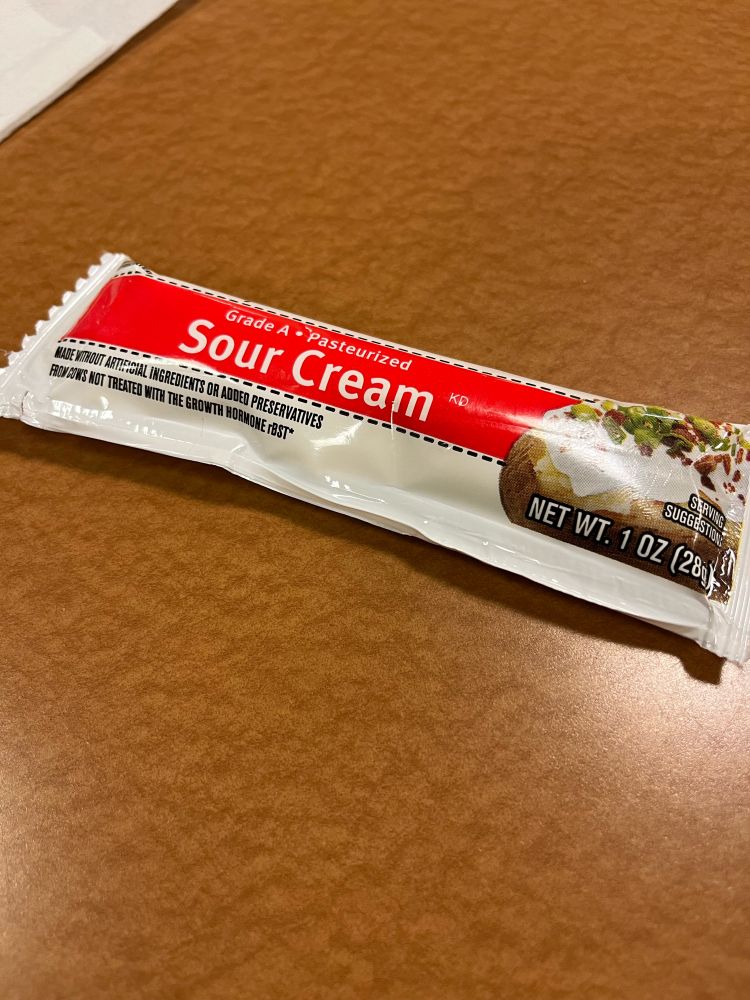 Grade A • Pasteurized
Sour Cream
KD
MADE WITHOUT ARTIFICIAL INGREDIENTS OR ADDED PRESERVATIVES
FROM COWS NOT TREATED WITH THE GROWTH HORMONE rBST*
SERVING
SUGGESTION
NET WT. 1 OZ (28g)